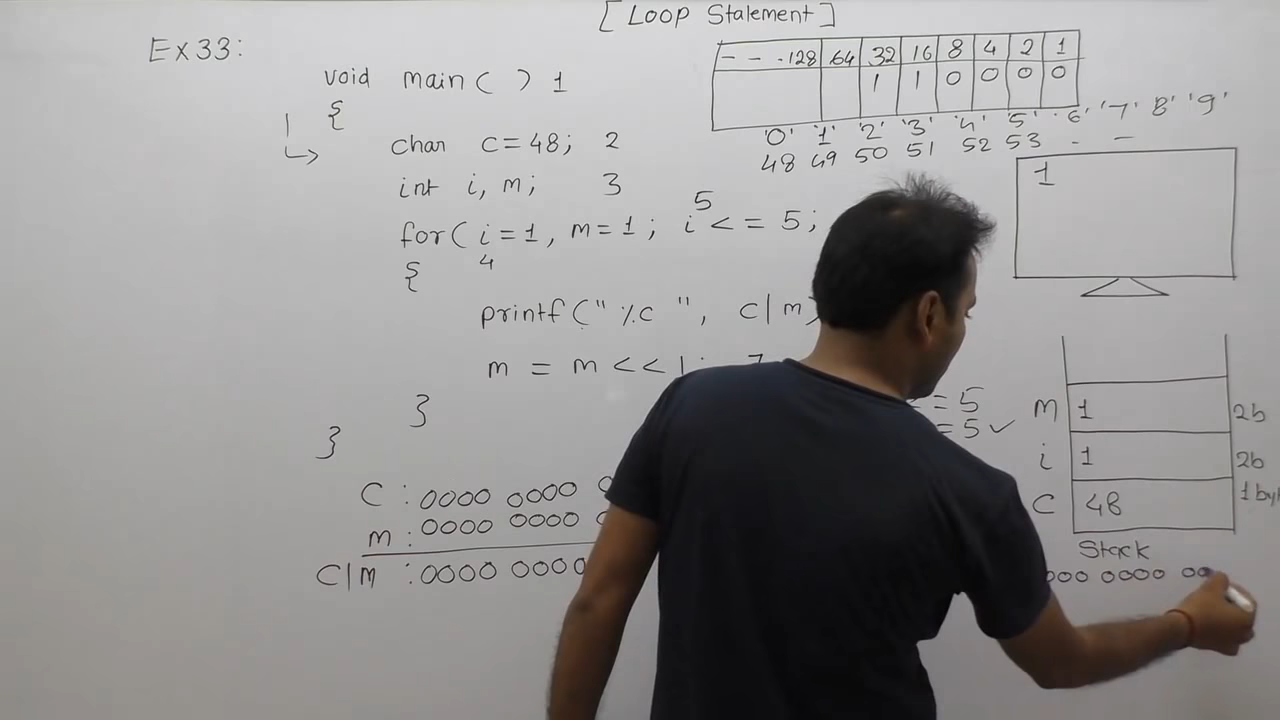 [Loop Statement]
Ex33:
- - - 128 64 32 16 8 4 2 1
1 1 0 0 0 0
'0' '1' '2' '3' '4' '5' '6' '7' '8' '9'
48 49 50 51 52 53 - -
void main( ) 1
{
char c=48; 2
int i, m; 3
5
for( i=1, m=1; i<=5;
4
{
printf("%c ", c|m)
m = m <<
}
}
1
= 5
= 5 ✓
M 1 2b
i 1 2b
C 48
Stack
C : 0000 0000
m : 0000 0000
C|m : 0000 0000
000 0000 00